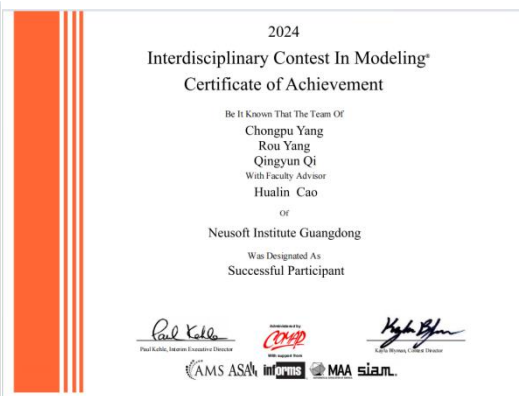 2024
Interdisciplinary Contest In Modeling®
Certificate of Achievement
Be It Known That The Team Of
Chongpu Yang
Rou Yang
Qingyun Qi
With Faculty Advisor
Hualin Cao
Of
Neusoft Institute Guangdong
Was Designated As
Successful Participant
Administered by
COMAP
With support from
Paul Kehle, Interim Executive Director
Kayla Blyman, Contest Director
AMS ASA informs MAA siam.